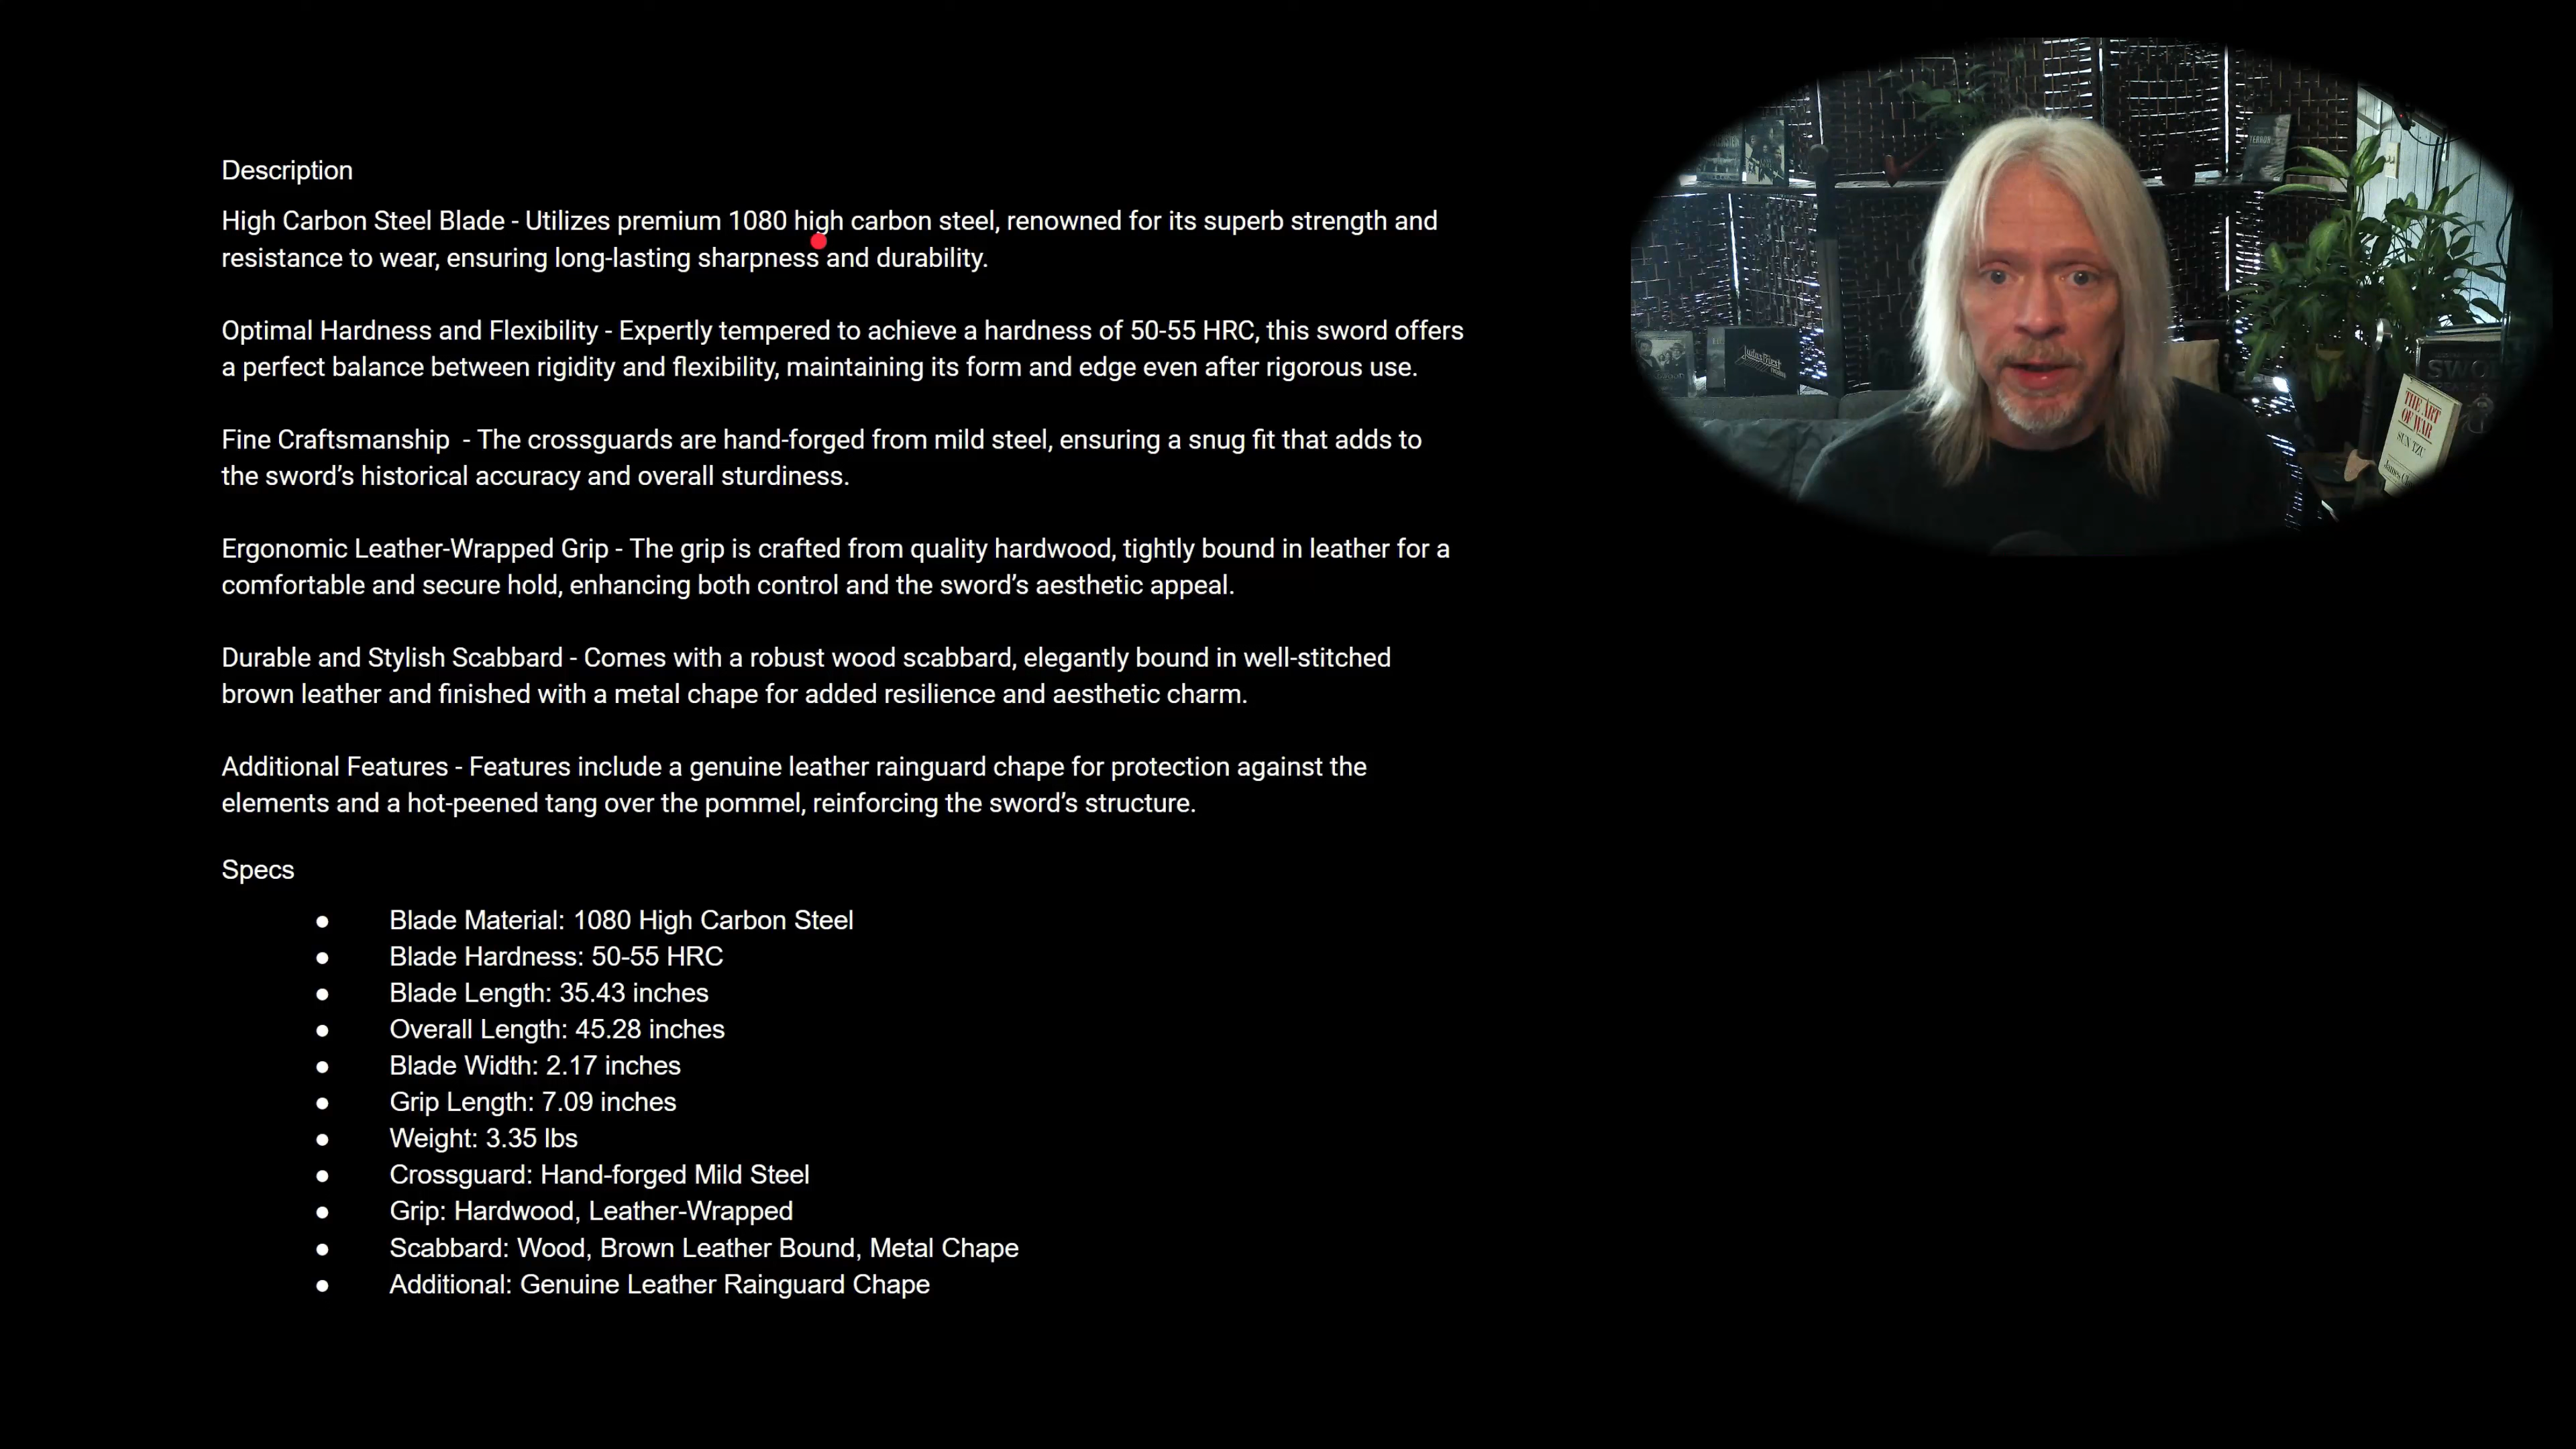 Description
High Carbon Steel Blade - Utilizes premium 1080 high carbon steel, renowned for its superb strength and
resistance to wear, ensuring long-lasting sharpness and durability.
Optimal Hardness and Flexibility - Expertly tempered to achieve a hardness of 50-55 HRC, this sword offers
a perfect balance between rigidity and flexibility, maintaining its form and edge even after rigorous use.
Fine Craftsmanship  - The crossguards are hand-forged from mild steel, ensuring a snug fit that adds to
the sword’s historical accuracy and overall sturdiness.
Ergonomic Leather-Wrapped Grip - The grip is crafted from quality hardwood, tightly bound in leather for a
comfortable and secure hold, enhancing both control and the sword’s aesthetic appeal.
Durable and Stylish Scabbard - Comes with a robust wood scabbard, elegantly bound in well-stitched
brown leather and finished with a metal chape for added resilience and aesthetic charm.
Additional Features - Features include a genuine leather rainguard chape for protection against the
elements and a hot-peened tang over the pommel, reinforcing the sword’s structure.
Specs
● Blade Material: 1080 High Carbon Steel
● Blade Hardness: 50-55 HRC
● Blade Length: 35.43 inches
● Overall Length: 45.28 inches
● Blade Width: 2.17 inches
● Grip Length: 7.09 inches
● Weight: 3.35 lbs
● Crossguard: Hand-forged Mild Steel
● Grip: Hardwood, Leather-Wrapped
● Scabbard: Wood, Brown Leather Bound, Metal Chape
● Additional: Genuine Leather Rainguard Chape
TERROR
Judas Priest
THE ART
OF WAR
SUN TZU
James